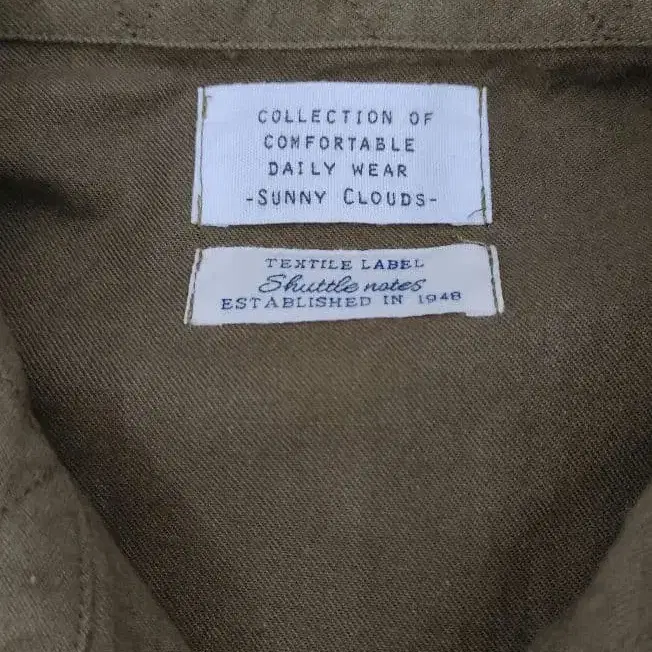 COLLECTION OF
COMFORTABLE
DAILY WEAR
-SUNNY CLOUDS-
TEXTILE LABEL
Shuttle notes
ESTABLISHED IN 1948